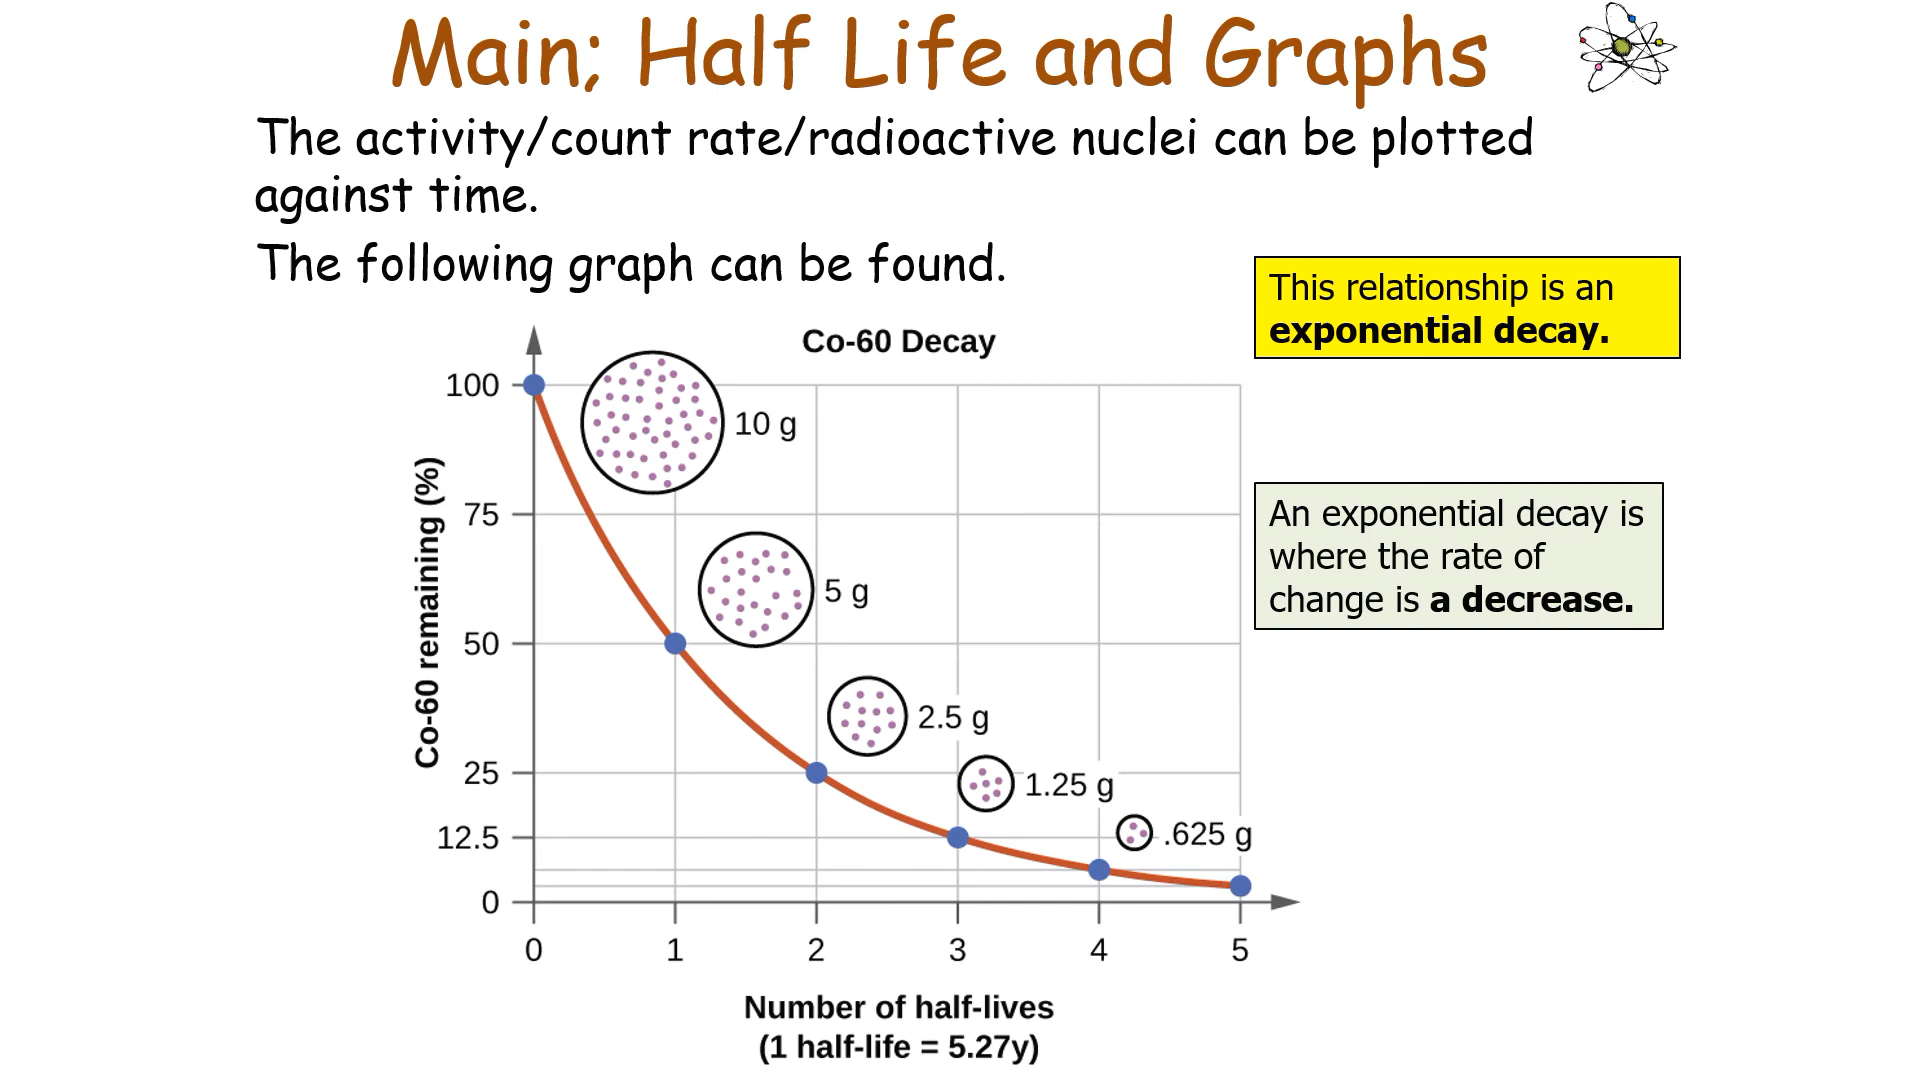 Main; Half Life and Graphs
The activity/count rate/radioactive nuclei can be plotted
against time.
The following graph can be found.
This relationship is an
exponential decay.
Co-60 Decay
100
10 g
75
5 g
50
2.5 g
25
1.25 g
12.5
.625 g
0
Co-60 remaining (%)
An exponential decay is
where the rate of
change is a decrease.
0 1 2 3 4 5
Number of half-lives
(1 half-life = 5.27y)